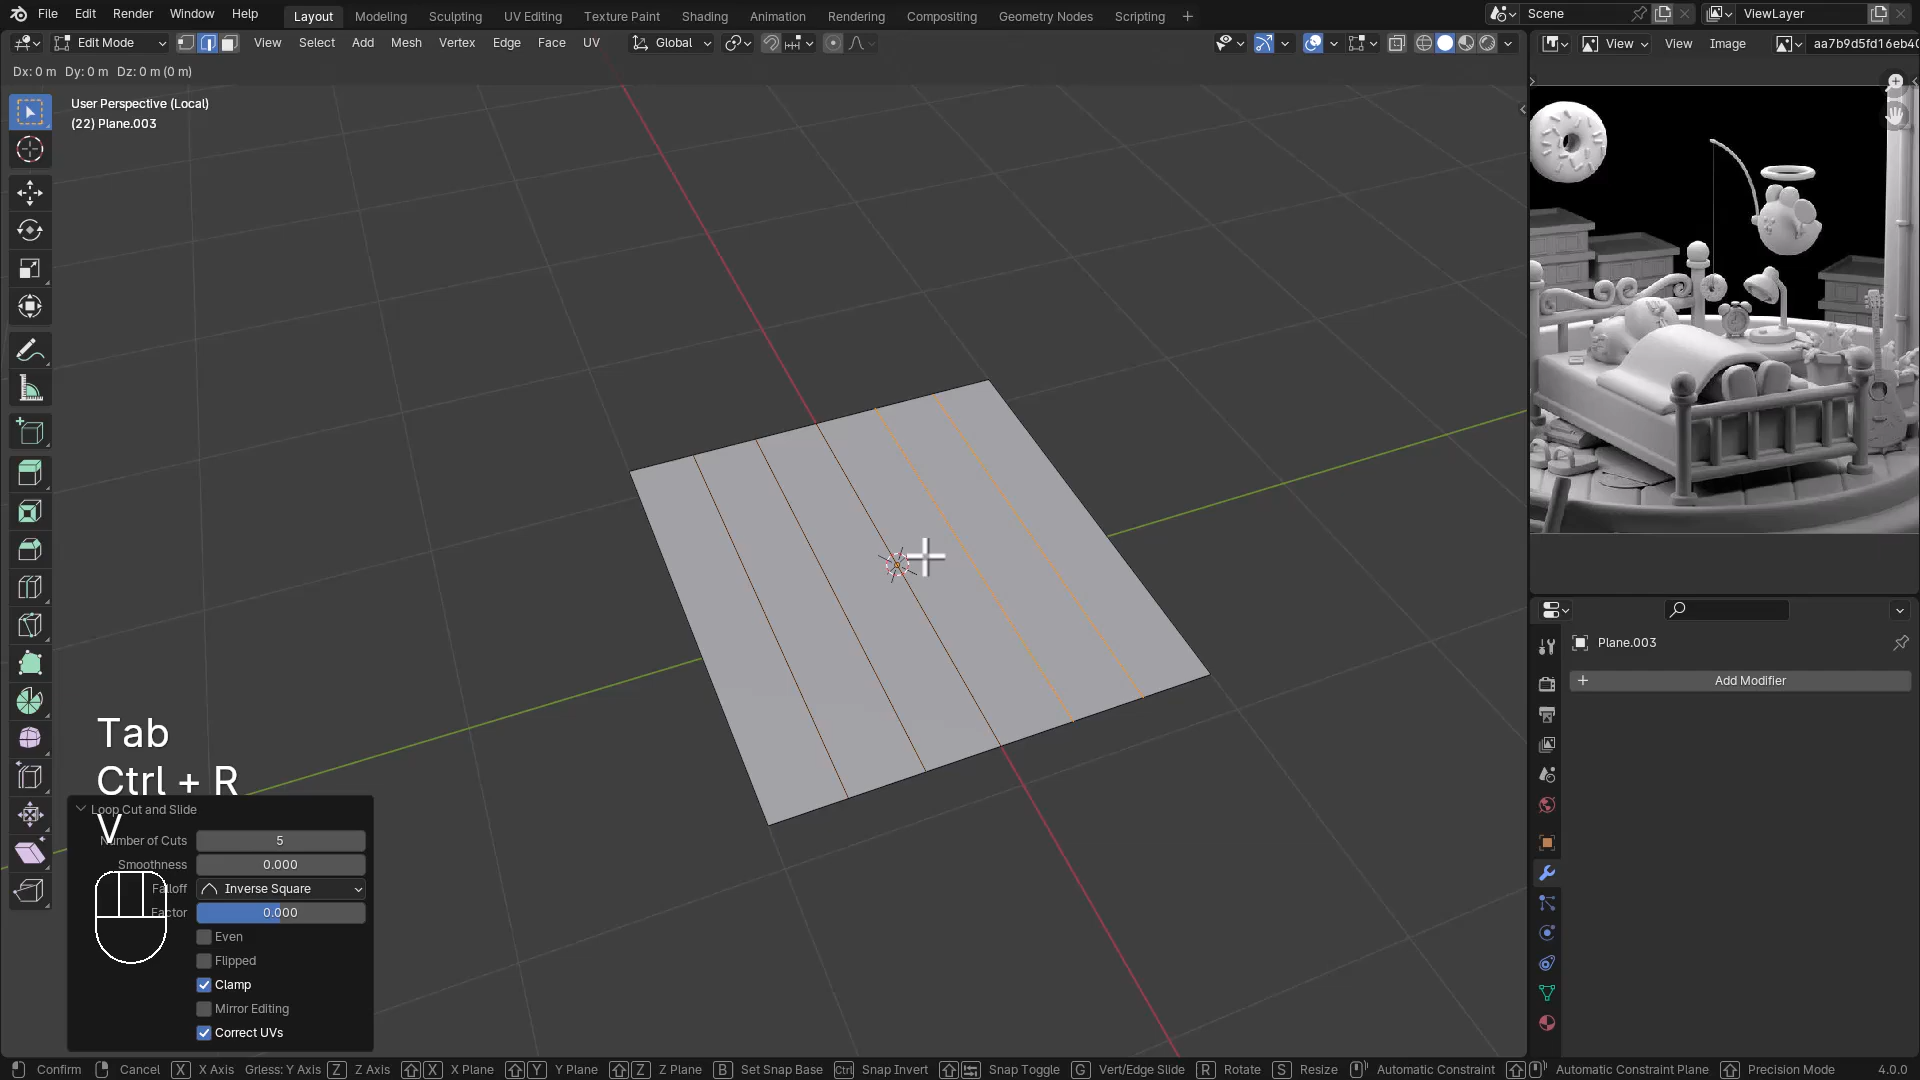 File Edit Render Window Help Layout Modeling Sculpting UV Editing Texture Paint Shading Animation Rendering Compositing Geometry Nodes Scripting + Scene ViewLayer
Edit Mode View Select Add Mesh Vertex Edge Face UV Global View View Image aa7b9d5fd16eb40
Dx: 0 m Dy: 0 m Dz: 0 m (0 m)
User Perspective (Local)
(22) Plane.003
Plane.003
+ Add Modifier
Tab
Ctrl + R
V
Loop Cut and Slide
Number of Cuts 5
Smoothness 0.000
Falloff Inverse Square
Factor 0.000
Even
Flipped
Clamp
Mirror Editing
Correct UVs
Confirm Cancel X X Axis Grless: Y Axis Z Z Axis X X Plane Y Y Plane Z Z Plane B Set Snap Base Ctrl Snap Invert Snap Toggle G Vert/Edge Slide R Rotate S Resize Automatic Constraint Automatic Constraint Plane Precision Mode 4.0.0